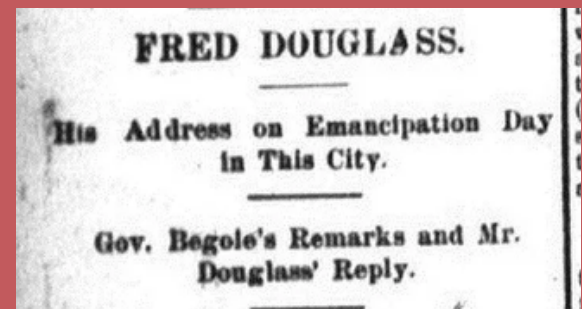 FRED DOUGLASS.
His Address on Emancipation Day
in This City.
Gov. Begole's Remarks and Mr.
Douglass' Reply.